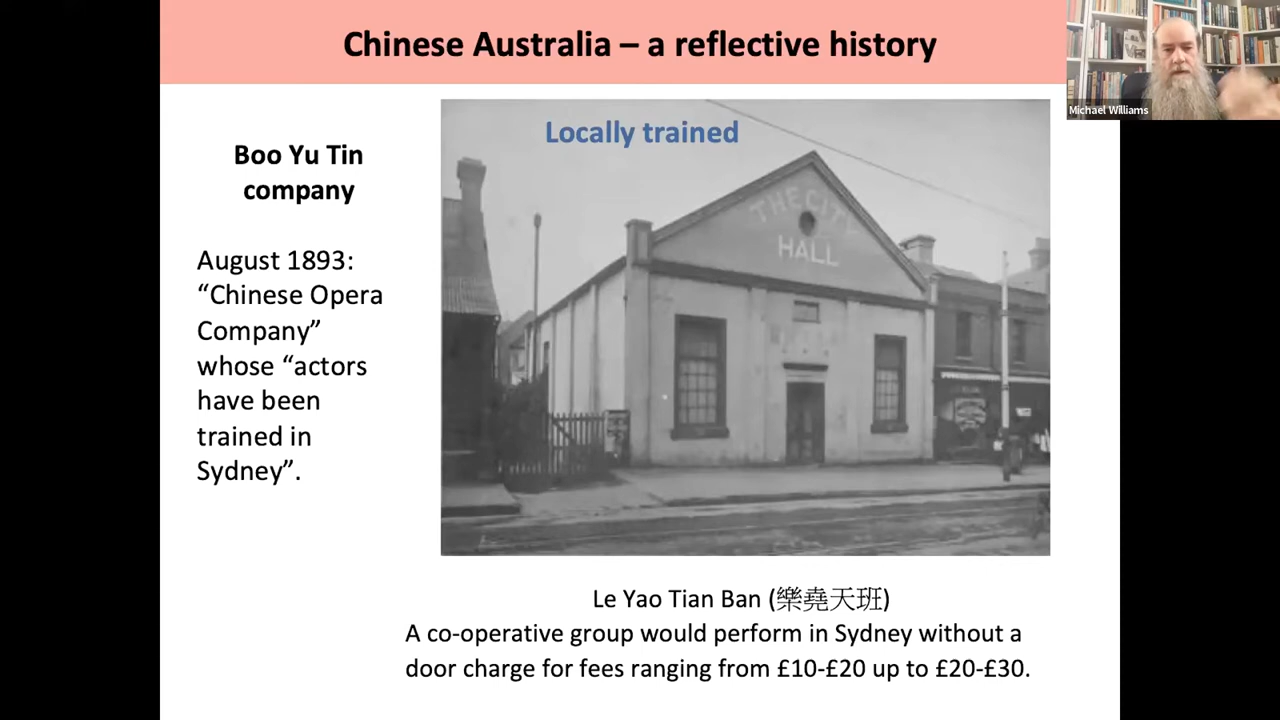 Chinese Australia – a reflective history
Michael Williams
Boo Yu Tin
company
August 1893:
“Chinese Opera
Company”
whose “actors
have been
trained in
Sydney”.
Locally trained
THE CITY
HALL
Le Yao Tian Ban (樂堯天班)
A co-operative group would perform in Sydney without a
door charge for fees ranging from £10-£20 up to £20-£30.